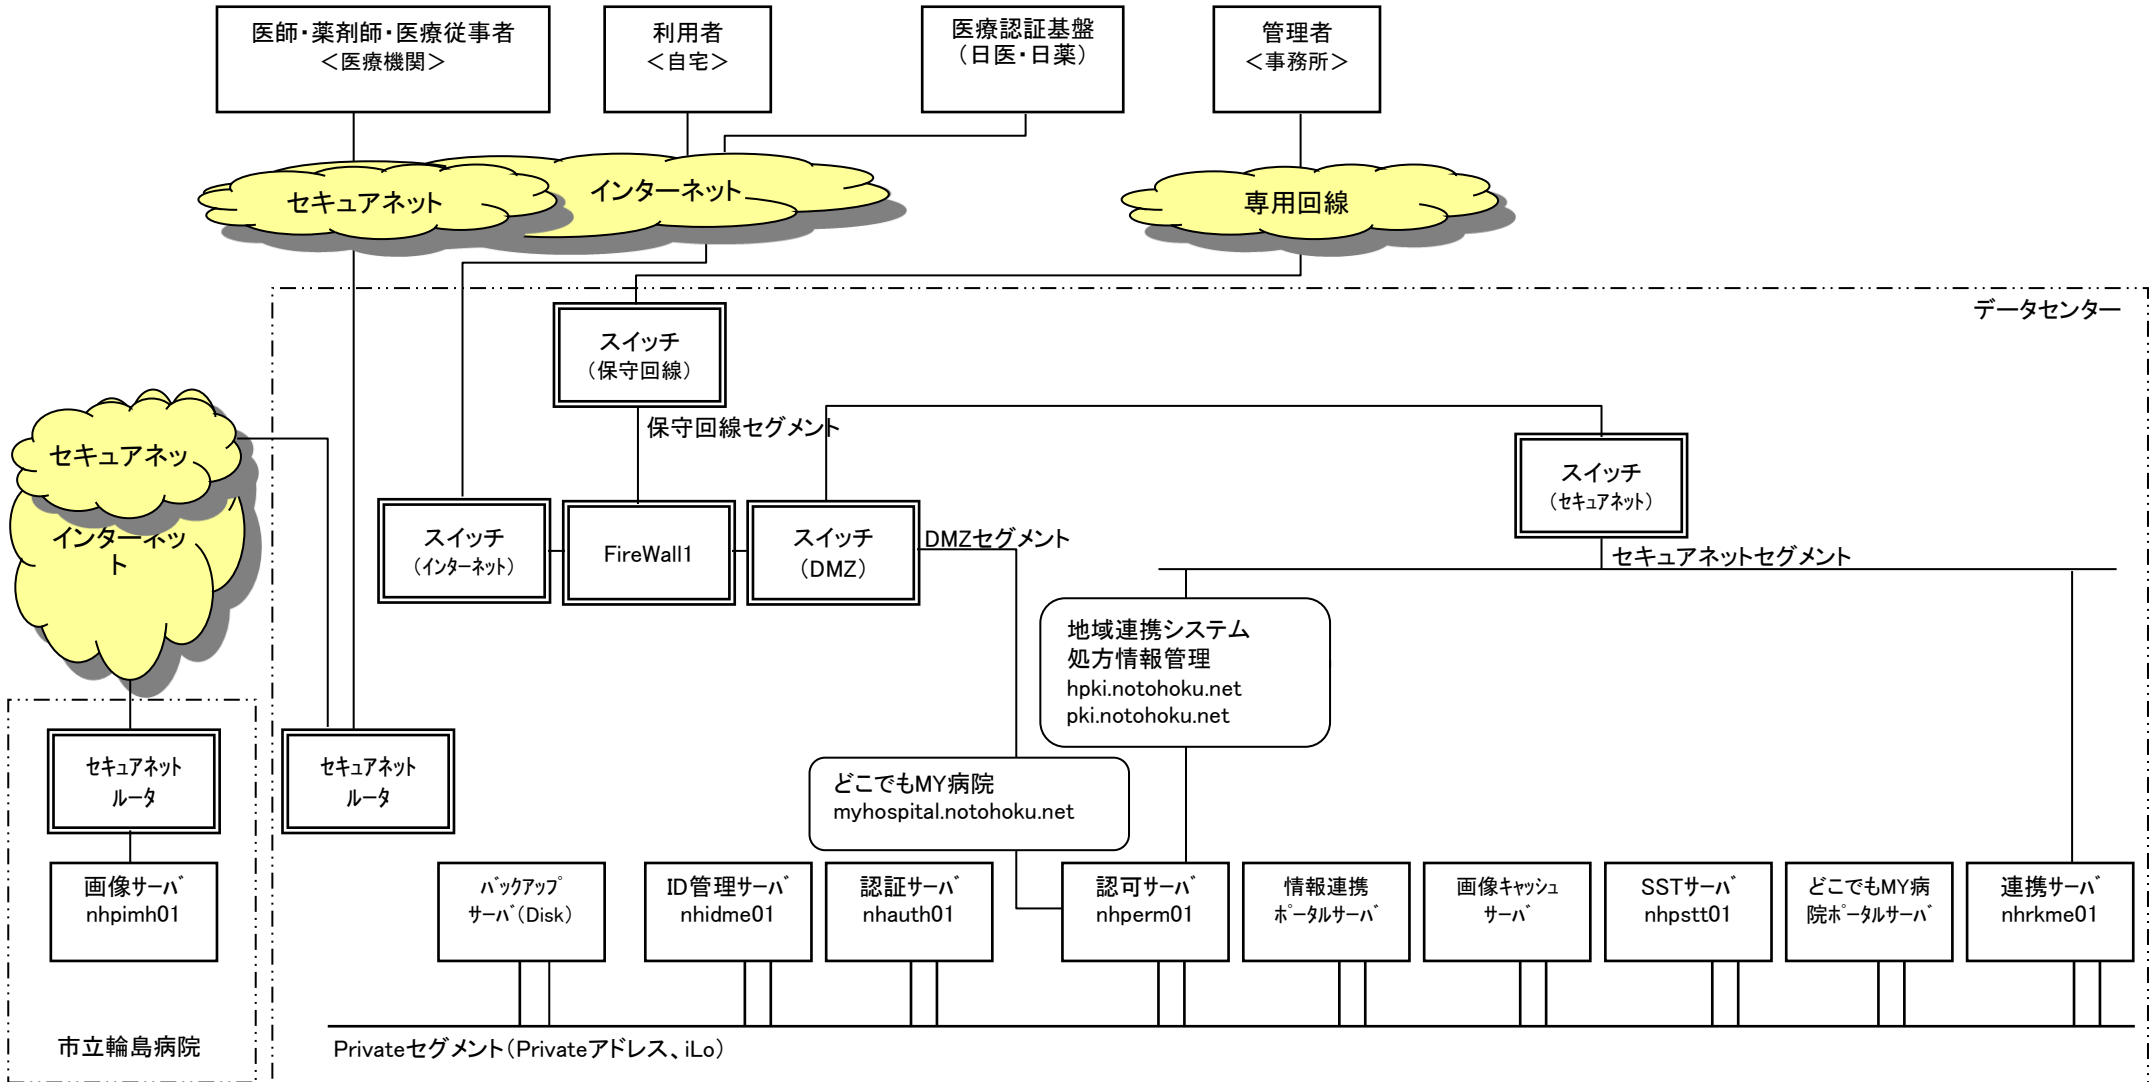 医師・薬剤師・医療従事者
＜医療機関＞
利用者
＜自宅＞
医療認証基盤
（日医・日薬）
管理者
＜事務所＞
セキュアネット
インターネット
専用回線
データセンター
スイッチ
（保守回線）
保守回線セグメント
セキュアネッ
インターネッ
ト
スイッチ
（ｲﾝﾀｰﾈｯﾄ）
FireWall1
スイッチ
（DMZ）
DMZセグメント
スイッチ
（ｾｷｭｱﾈｯﾄ）
セキュアネットセグメント
地域連携システム
処方情報管理
hpki.notohoku.net
pki.notohoku.net
ｾｷｭｱﾈｯﾄ
ﾙｰﾀ
ｾｷｭｱﾈｯﾄ
ﾙｰﾀ
どこでもMY病院
myhospital.notohoku.net
画像ｻｰﾊﾞ
nhpimh01
ﾊﾞｯｸｱｯﾌﾟ
ｻｰﾊﾞ（Disk）
ID管理ｻｰﾊﾞ
nhidme01
認証ｻｰﾊﾞ
nhauth01
認可ｻｰﾊﾞ
nhperm01
情報連携
ﾎﾟｰﾀﾙｻｰﾊﾞ
画像ｷｬｯｼｭ
ｻｰﾊﾞ
SSTｻｰﾊﾞ
nhpstt01
どこでもMY病
院ﾎﾟｰﾀﾙｻｰﾊﾞ
連携ｻｰﾊﾞ
nhrkme01
市立輪島病院
Privateセグメント（Privateアドレス、iLo）